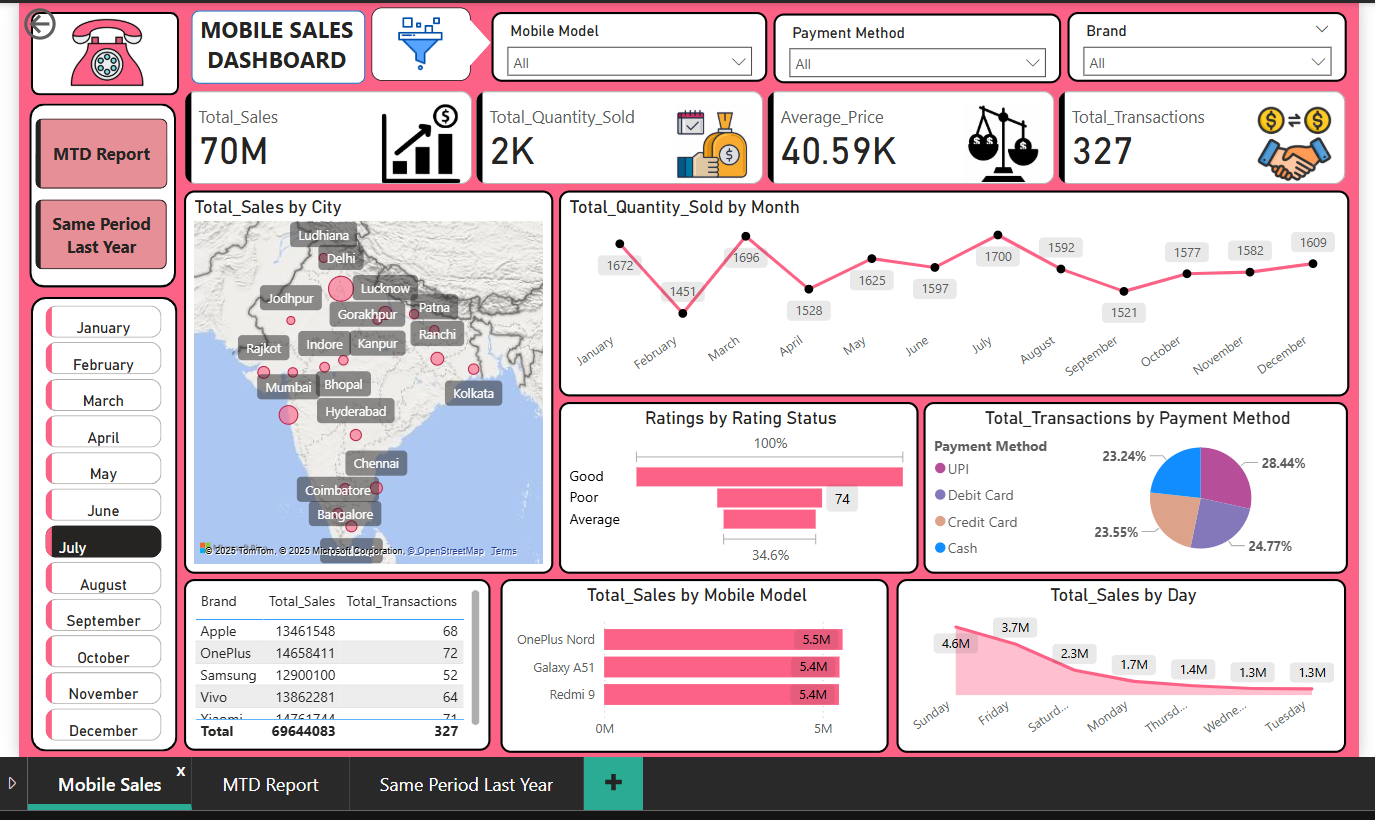 MOBILE SALES
DASHBOARD
Mobile Model
All
Payment Method
All
Brand
All
MTD Report
Same Period
Last Year
Total_Sales
70M
Total_Quantity_Sold
2K
Average_Price
40.59K
Total_Transactions
327
January
February
March
April
May
June
July
August
September
October
November
December
Total_Sales by City
Ludhiana
Delhi
Lucknow
Jodhpur
Gorakhpur
Patna
Ranchi
Rajkot
Indore
Kanpur
Mumbai
Bhopal
Kolkata
Hyderabad
Chennai
Coimbatore
Bangalore
© 2025 TomTom, © 2025 Microsoft Corporation, © OpenStreetMap Terms
Total_Quantity_Sold by Month
1672
1451
1696
1528
1625
1597
1700
1592
1521
1577
1582
1609
January
February
March
April
May
June
July
August
September
October
November
December
Ratings by Rating Status
100%
Good
Poor
74
Average
34.6%
Total_Transactions by Payment Method
Payment Method
UPI
Debit Card
Credit Card
Cash
23.24%
28.44%
23.55%
24.77%
Brand Total_Sales Total_Transactions
Apple 13461548 68
OnePlus 14658411 72
Samsung 12900100 52
Vivo 13862281 64
Xiaomi 14761744 71
Total 69644083 327
Total_Sales by Mobile Model
OnePlus Nord 5.5M
Galaxy A51 5.4M
Redmi 9 5.4M
0M 5M
Total_Sales by Day
4.6M
3.7M
2.3M
1.7M
1.4M
1.3M
1.3M
Sunday
Friday
Saturd...
Monday
Thursd...
Wedne...
Tuesday
Mobile Sales x
MTD Report
Same Period Last Year
+